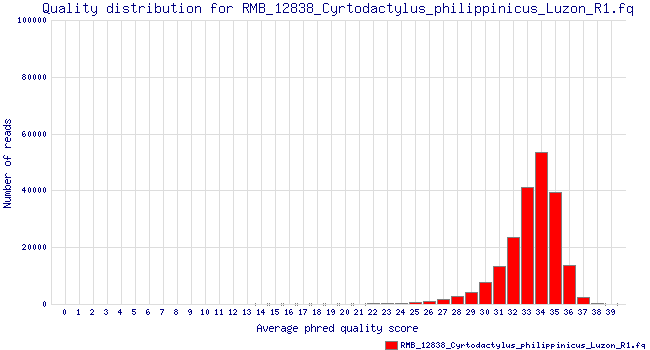 Quality distribution for RMB_12838_Cyrtodactylus_philippinicus_Luzon_R1.fq
100000
80000
60000
40000
20000
0
Number of reads
0 1 2 3 4 5 6 7 8 9 10 11 12 13 14 15 16 17 18 19 20 21 22 23 24 25 26 27 28 29 30 31 32 33 34 35 36 37 38 39
Average phred quality score
RMB_12838_Cyrtodactylus_philippinicus_Luzon_R1.fq